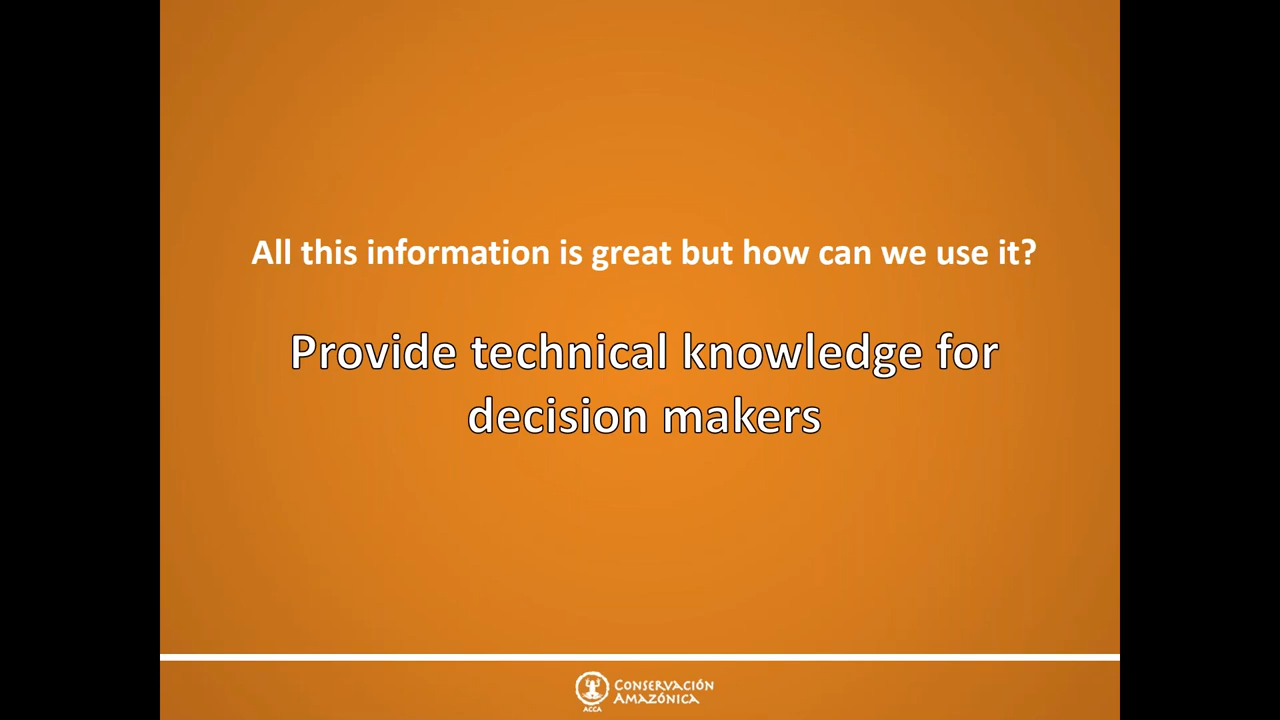 All this information is great but how can we use it?
Provide technical knowledge for
decision makers
CONSERVACIÓN
AMAZÓNICA
ACCA